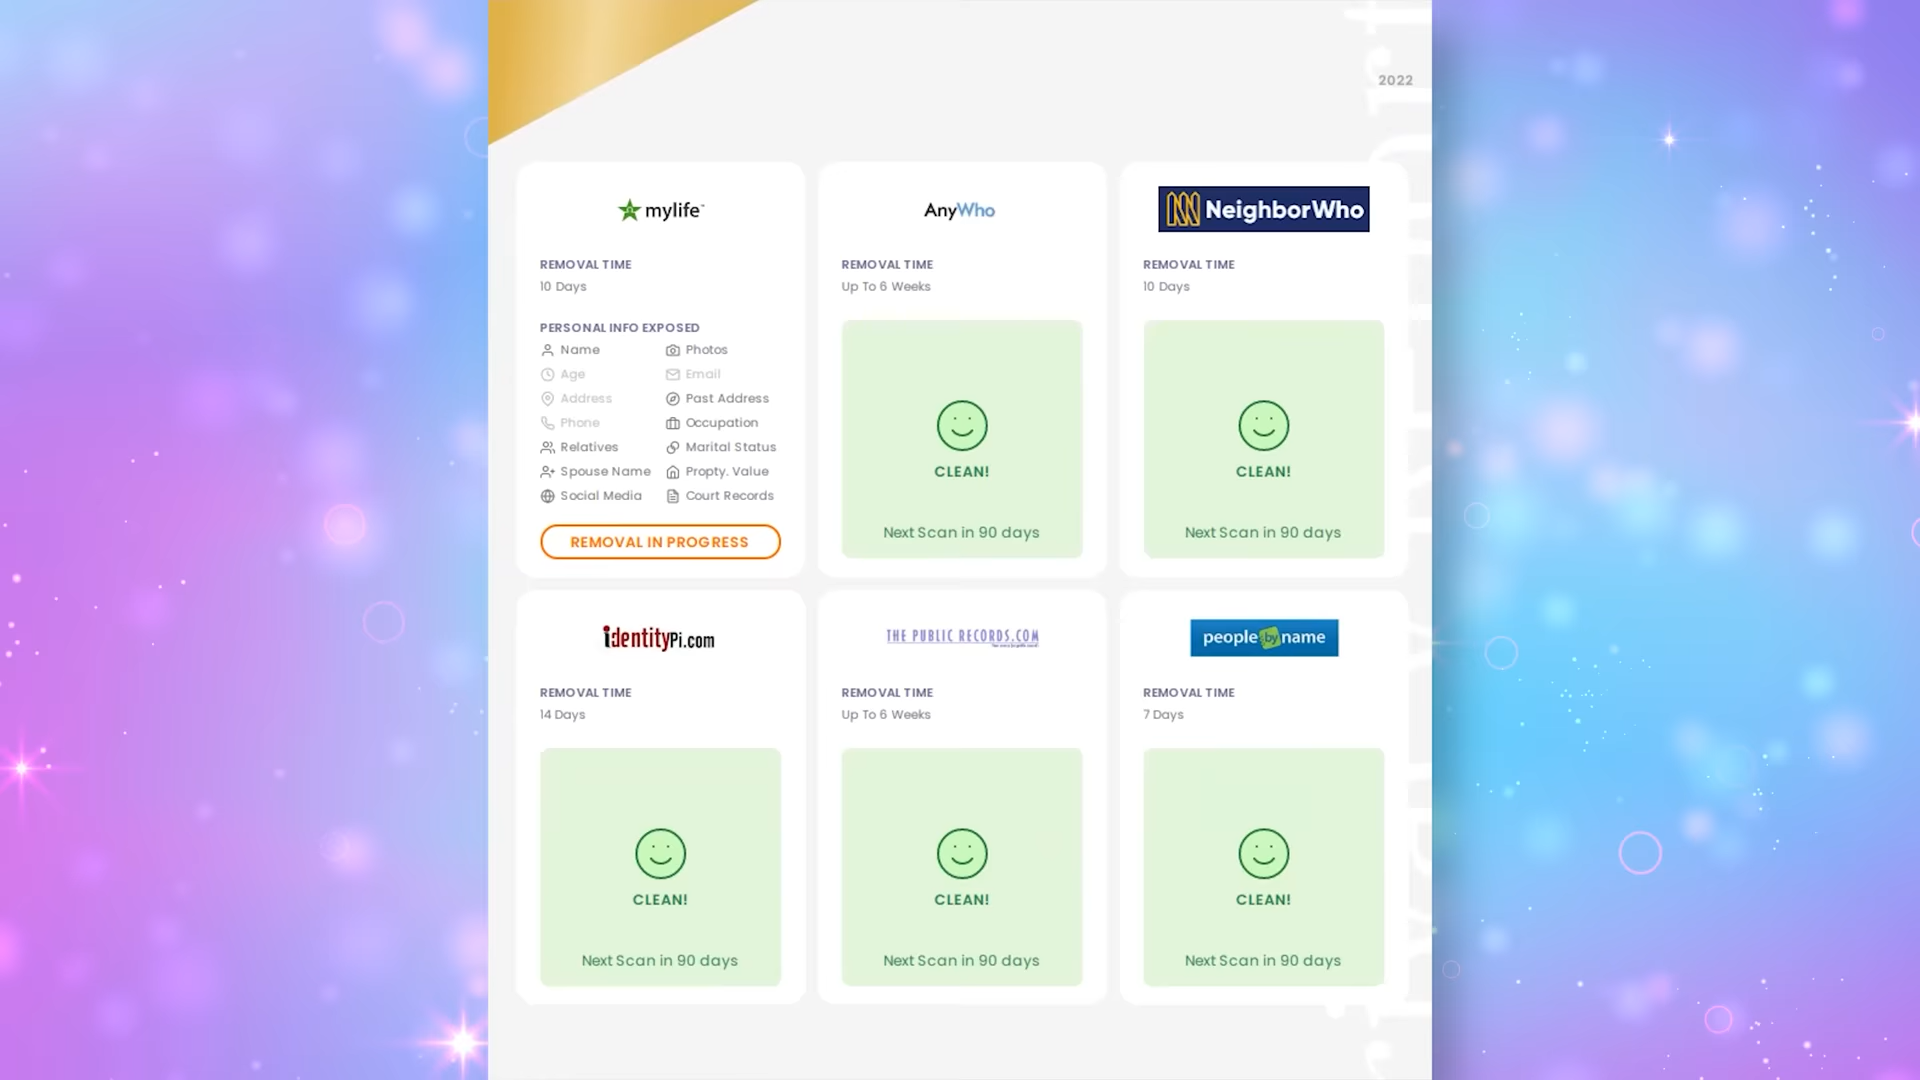 2022
mylife™
AnyWho
NeighborWho
REMOVAL TIME
10 Days
REMOVAL TIME
Up To 6 Weeks
REMOVAL TIME
10 Days
PERSONAL INFO EXPOSED
Name
Photos
Age
Email
Address
Past Address
Phone
Occupation
Relatives
Marital Status
Spouse Name
Propty. Value
Social Media
Court Records
REMOVAL IN PROGRESS
CLEAN!
Next Scan in 90 days
CLEAN!
Next Scan in 90 days
identityPi.com
THE PUBLIC RECORDS.COM
people by name
REMOVAL TIME
14 Days
REMOVAL TIME
Up To 6 Weeks
REMOVAL TIME
7 Days
CLEAN!
Next Scan in 90 days
CLEAN!
Next Scan in 90 days
CLEAN!
Next Scan in 90 days